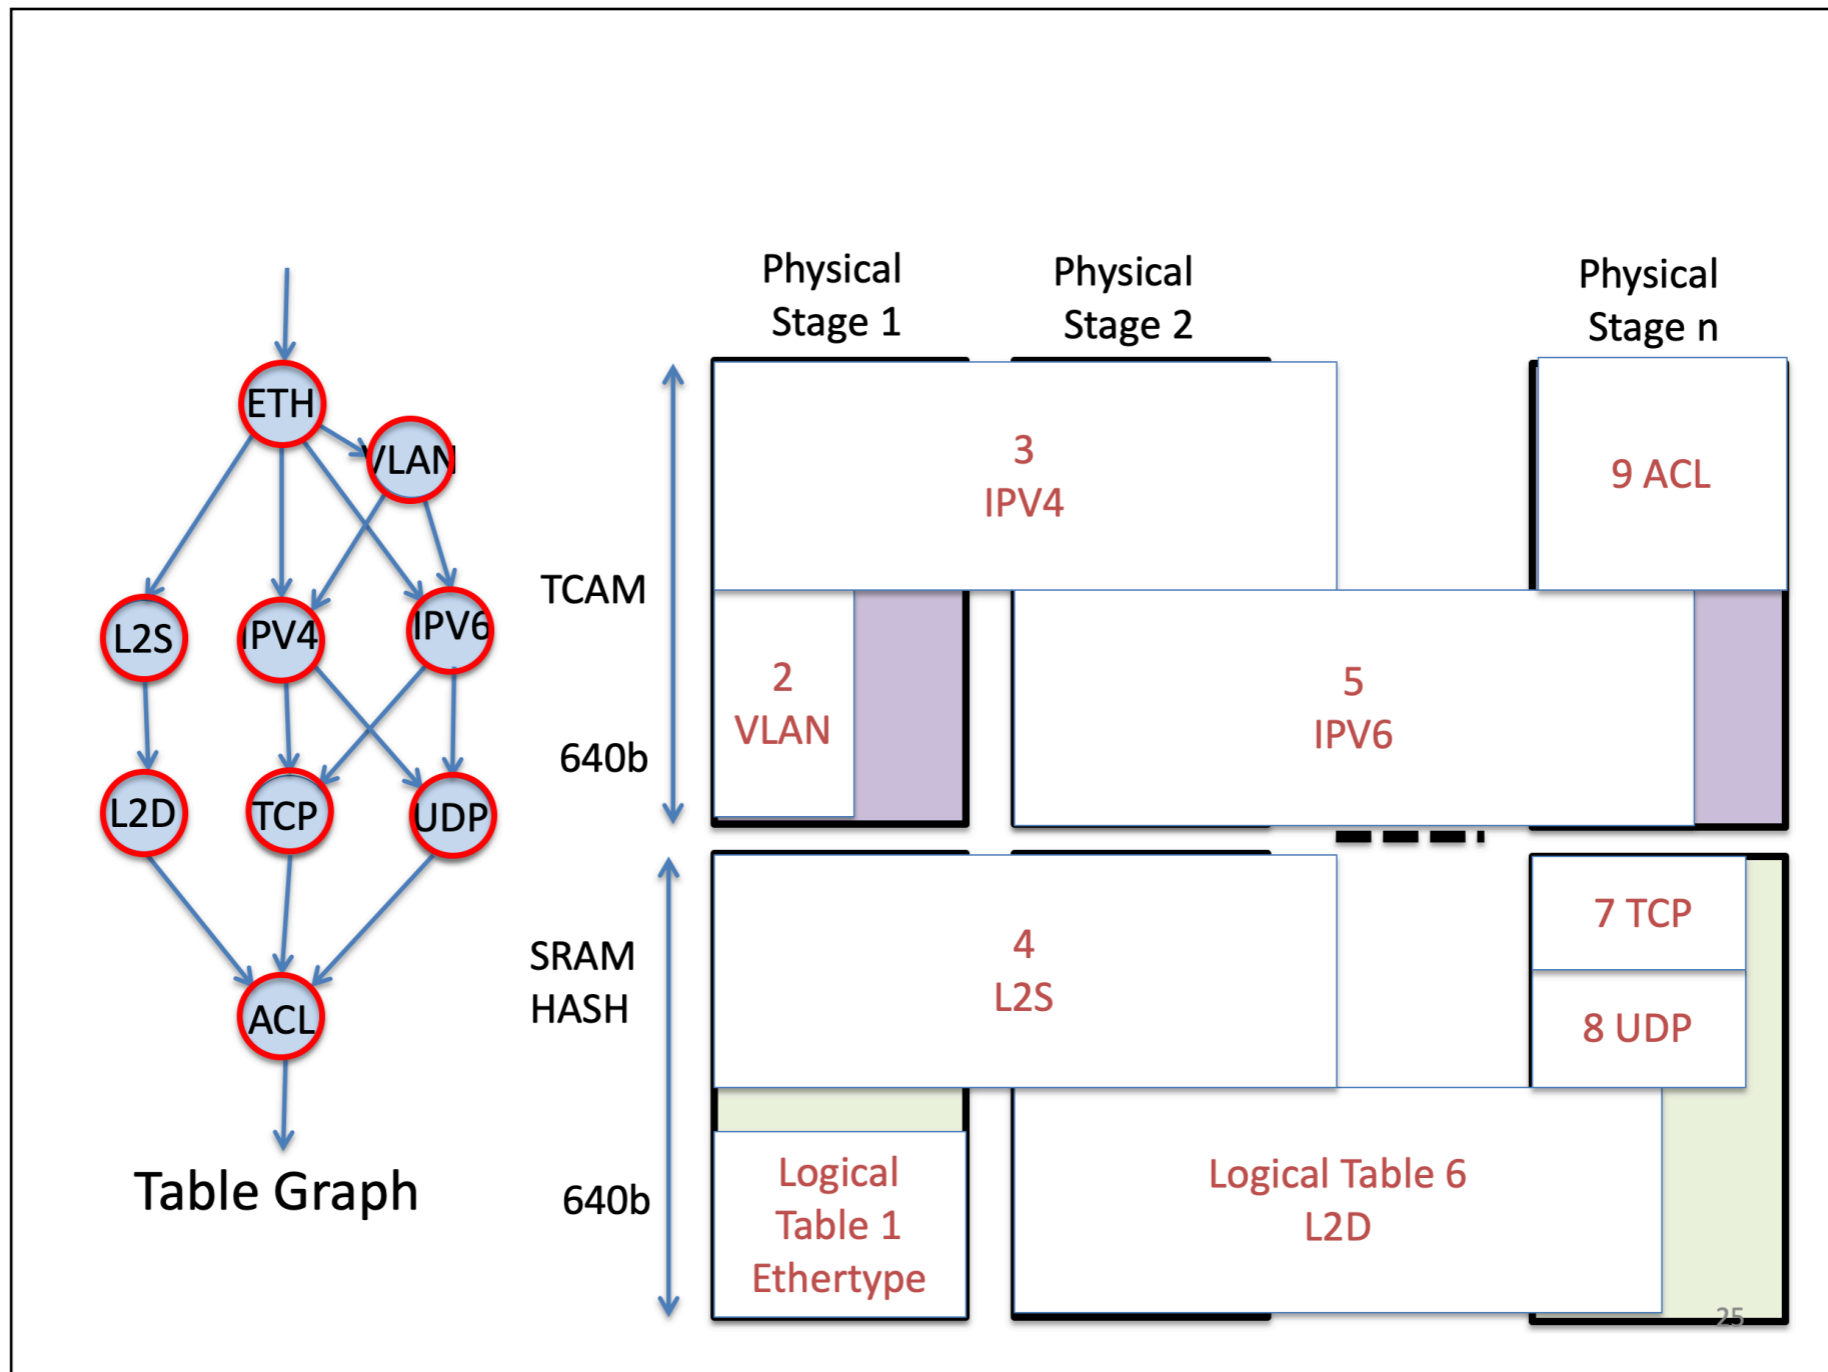 ETH
VLAN
L2S
IPV4
IPV6
L2D
TCP
UDP
ACL
Table Graph
Physical
Stage 1
Physical
Stage 2
Physical
Stage n
TCAM
640b
SRAM
HASH
640b
3
IPV4
9 ACL
2
VLAN
5
IPV6
4
L2S
7 TCP
8 UDP
Logical
Table 1
Ethertype
Logical Table 6
L2D
25